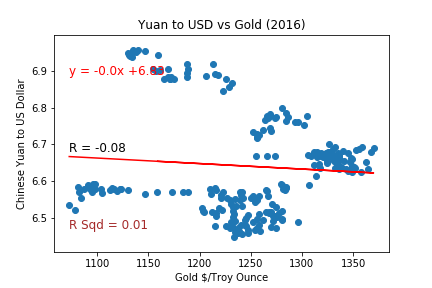 Yuan to USD vs Gold (2016)
y = -0.0x +6.83
R = -0.08
R Sqd = 0.01
Chinese Yuan to US Dollar
6.9
6.8
6.7
6.6
6.5
1100 1150 1200 1250 1300 1350
Gold $/Troy Ounce